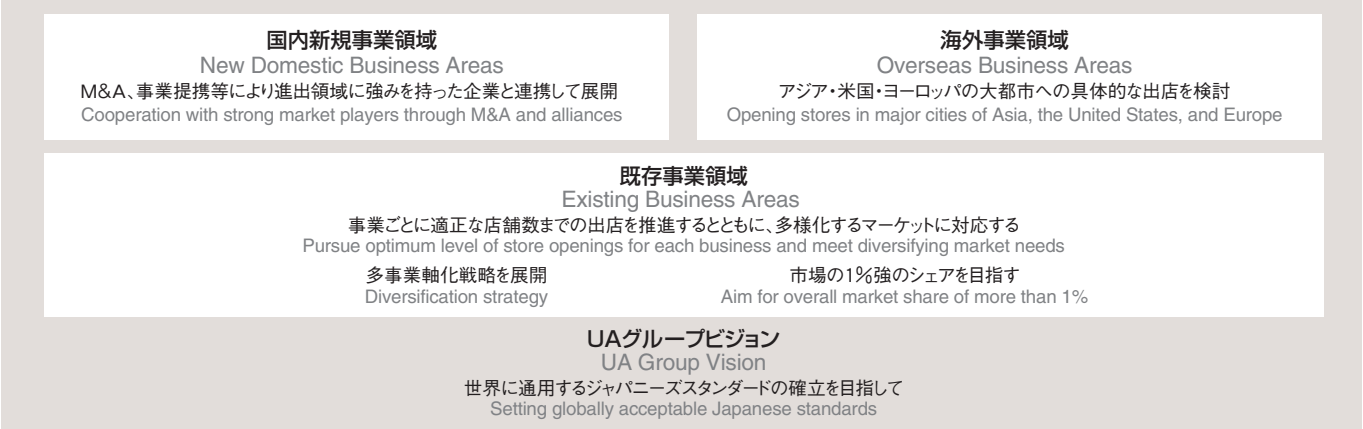 国内新規事業領域
New Domestic Business Areas
M&A、事業提携等により進出領域に強みを持った企業と連携して展開
Cooperation with strong market players through M&A and alliances
海外事業領域
Overseas Business Areas
アジア・米国・ヨーロッパの大都市への具体的な出店を検討
Opening stores in major cities of Asia, the United States, and Europe
既存事業領域
Existing Business Areas
事業ごとに適正な店舗数までの出店を推進するとともに、多様化するマーケットに対応する
Pursue optimum level of store openings for each business and meet diversifying market needs
多事業軸化戦略を展開
Diversification strategy
市場の1%強のシェアを目指す
Aim for overall market share of more than 1%
UAグループビジョン
UA Group Vision
世界に通用するジャパニーズスタンダードの確立を目指して
Setting globally acceptable Japanese standards